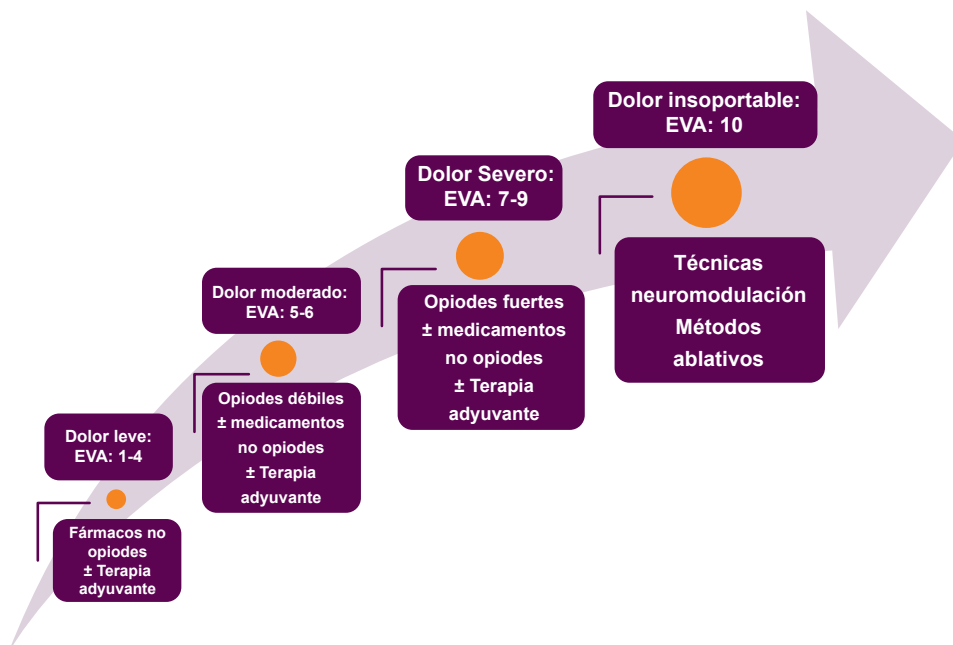 Dolor leve:
EVA: 1-4
Fármacos no
opiodes
± Terapia
adyuvante
Dolor moderado:
EVA: 5-6
Opiodes débiles
± medicamentos
no opiodes
± Terapia
adyuvante
Dolor Severo:
EVA: 7-9
Opiodes fuertes
± medicamentos
no opiodes
± Terapia
adyuvante
Dolor insoportable:
EVA: 10
Técnicas
neuromodulación
Métodos
ablativos